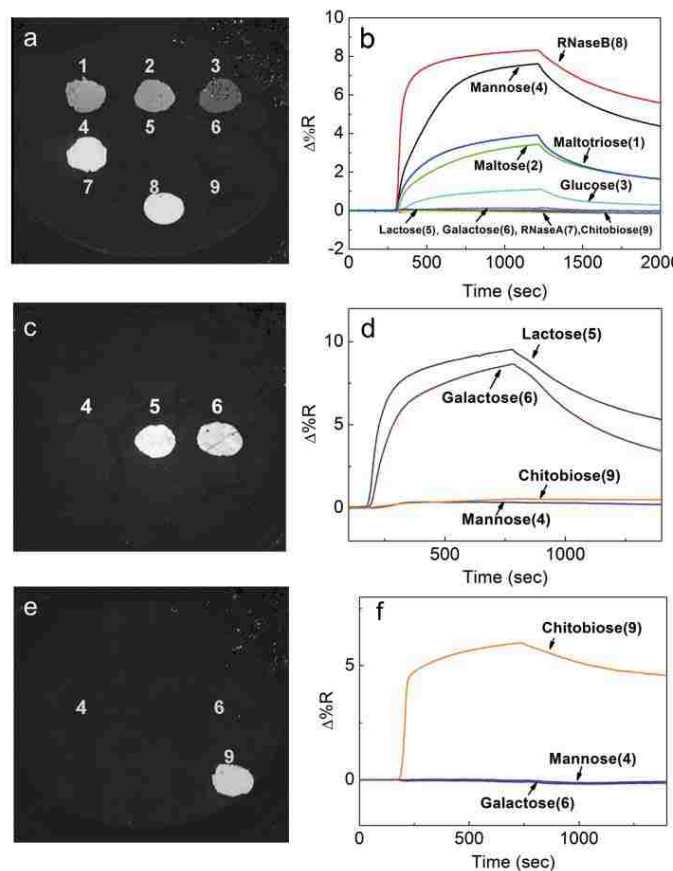 a
1 2 3
4 5 6
7 8 9
b
Δ%R
10
8
6
4
2
0
-2
RNaseB(8)
Mannose(4)
Maltotriose(1)
Maltose(2)
Glucose(3)
Lactose(5), Galactose(6), RNaseA(7),Chitobiose(9)
0 500 1000 1500 2000
Time (sec)
c
4 5 6
d
Δ%R
10
5
0
Lactose(5)
Galactose(6)
Chitobiose(9)
Mannose(4)
500 1000
Time (sec)
e
4 6
9
f
Δ%R
5
0
Chitobiose(9)
Mannose(4)
Galactose(6)
0 500 1000
Time (sec)